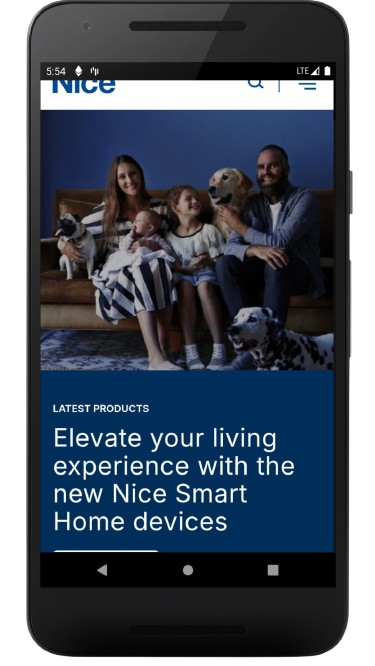 5:54
LTE
Nice
LATEST PRODUCTS
Elevate your living
experience with the
new Nice Smart
Home devices